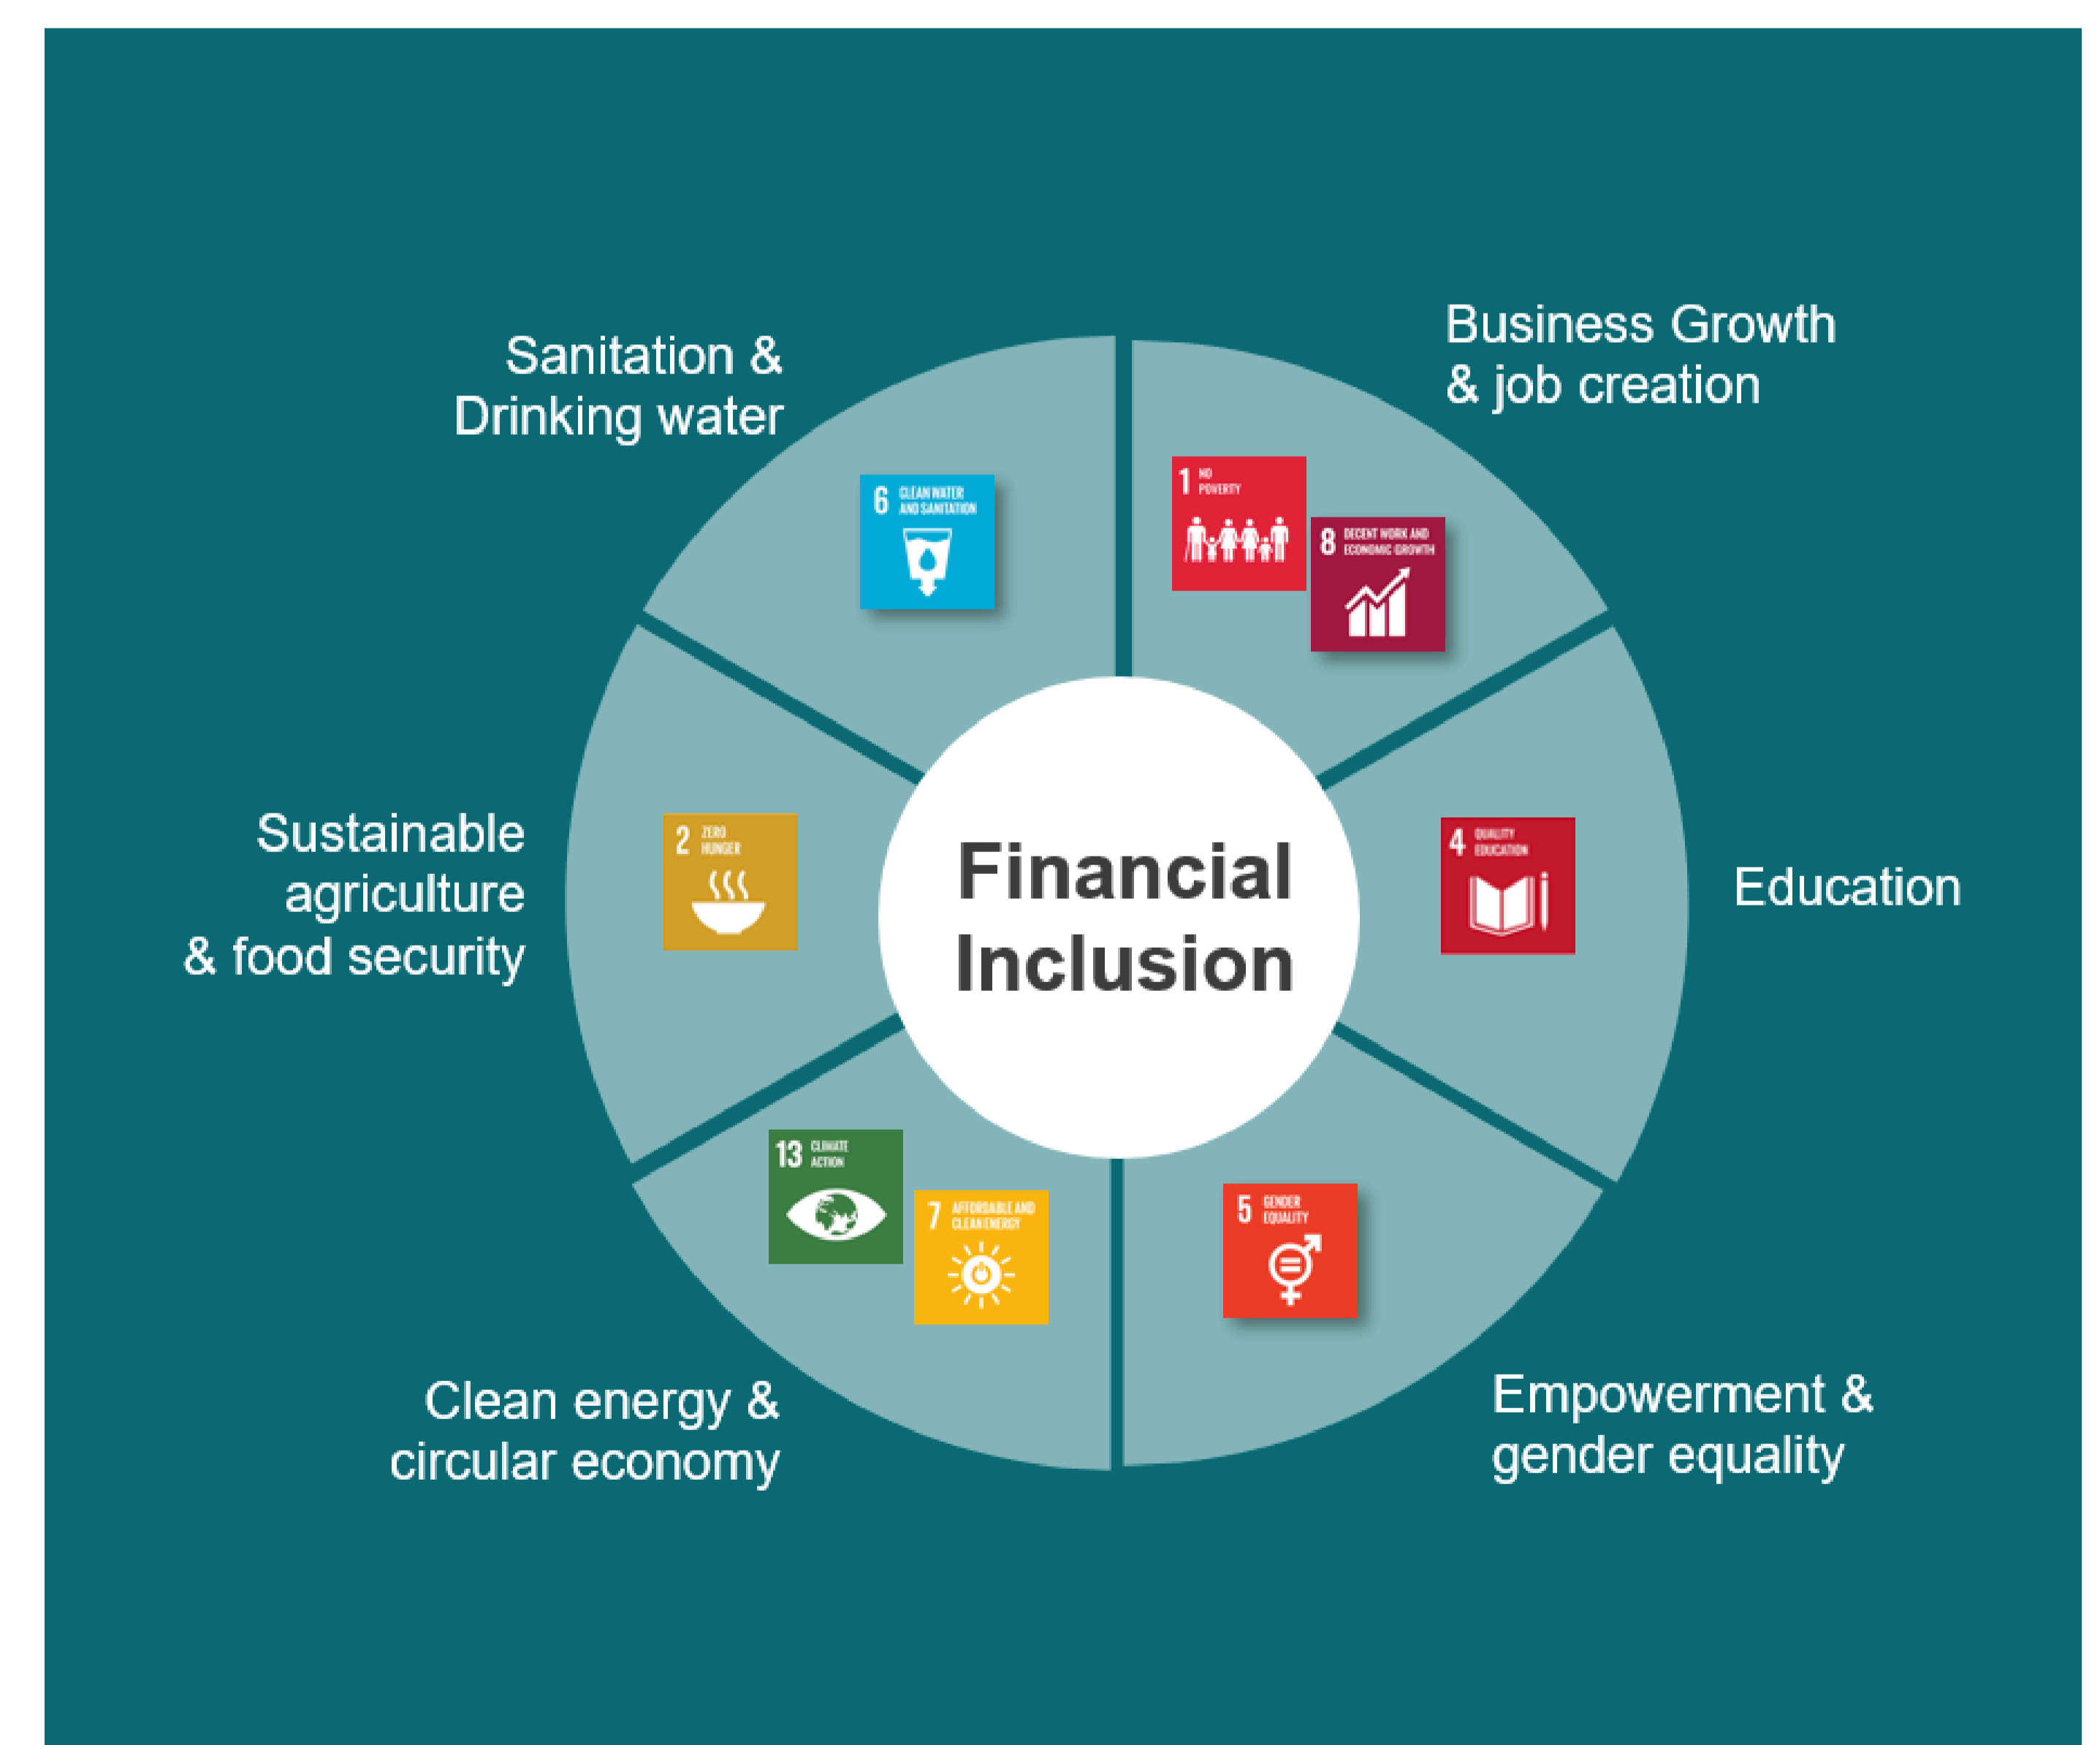 Sanitation &
Drinking water
Business Growth
& job creation
6 CLEAN WATER
AND SANITATION
1 NO
POVERTY
8 DECENT WORK AND
ECONOMIC GROWTH
Sustainable
agriculture
& food security
2 ZERO
HUNGER
Financial
Inclusion
4 QUALITY
EDUCATION
Education
13 CLIMATE
ACTION
7 AFFORDABLE AND
CLEAN ENERGY
5 GENDER
EQUALITY
Clean energy &
circular economy
Empowerment &
gender equality